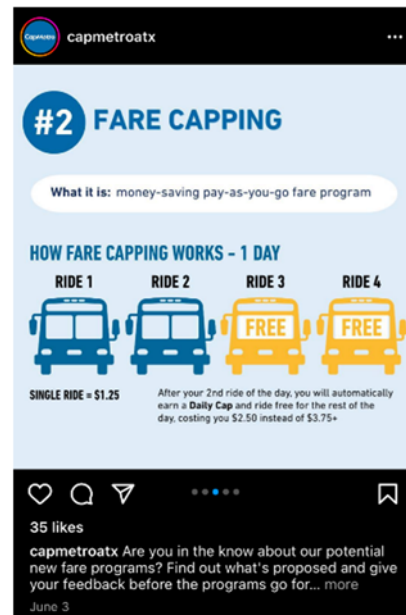 CapMetro
capmetroatx
#2 FARE CAPPING
What it is: money-saving pay-as-you-go fare program
HOW FARE CAPPING WORKS - 1 DAY
RIDE 1 RIDE 2 RIDE 3 RIDE 4
FREE FREE
SINGLE RIDE = $1.25
After your 2nd ride of the day, you will automatically
earn a Daily Cap and ride free for the rest of the
day, costing you $2.50 instead of $3.75+
35 likes
capmetroatx Are you in the know about our potential
new fare programs? Find out what's proposed and give
your feedback before the programs go for... more
June 3